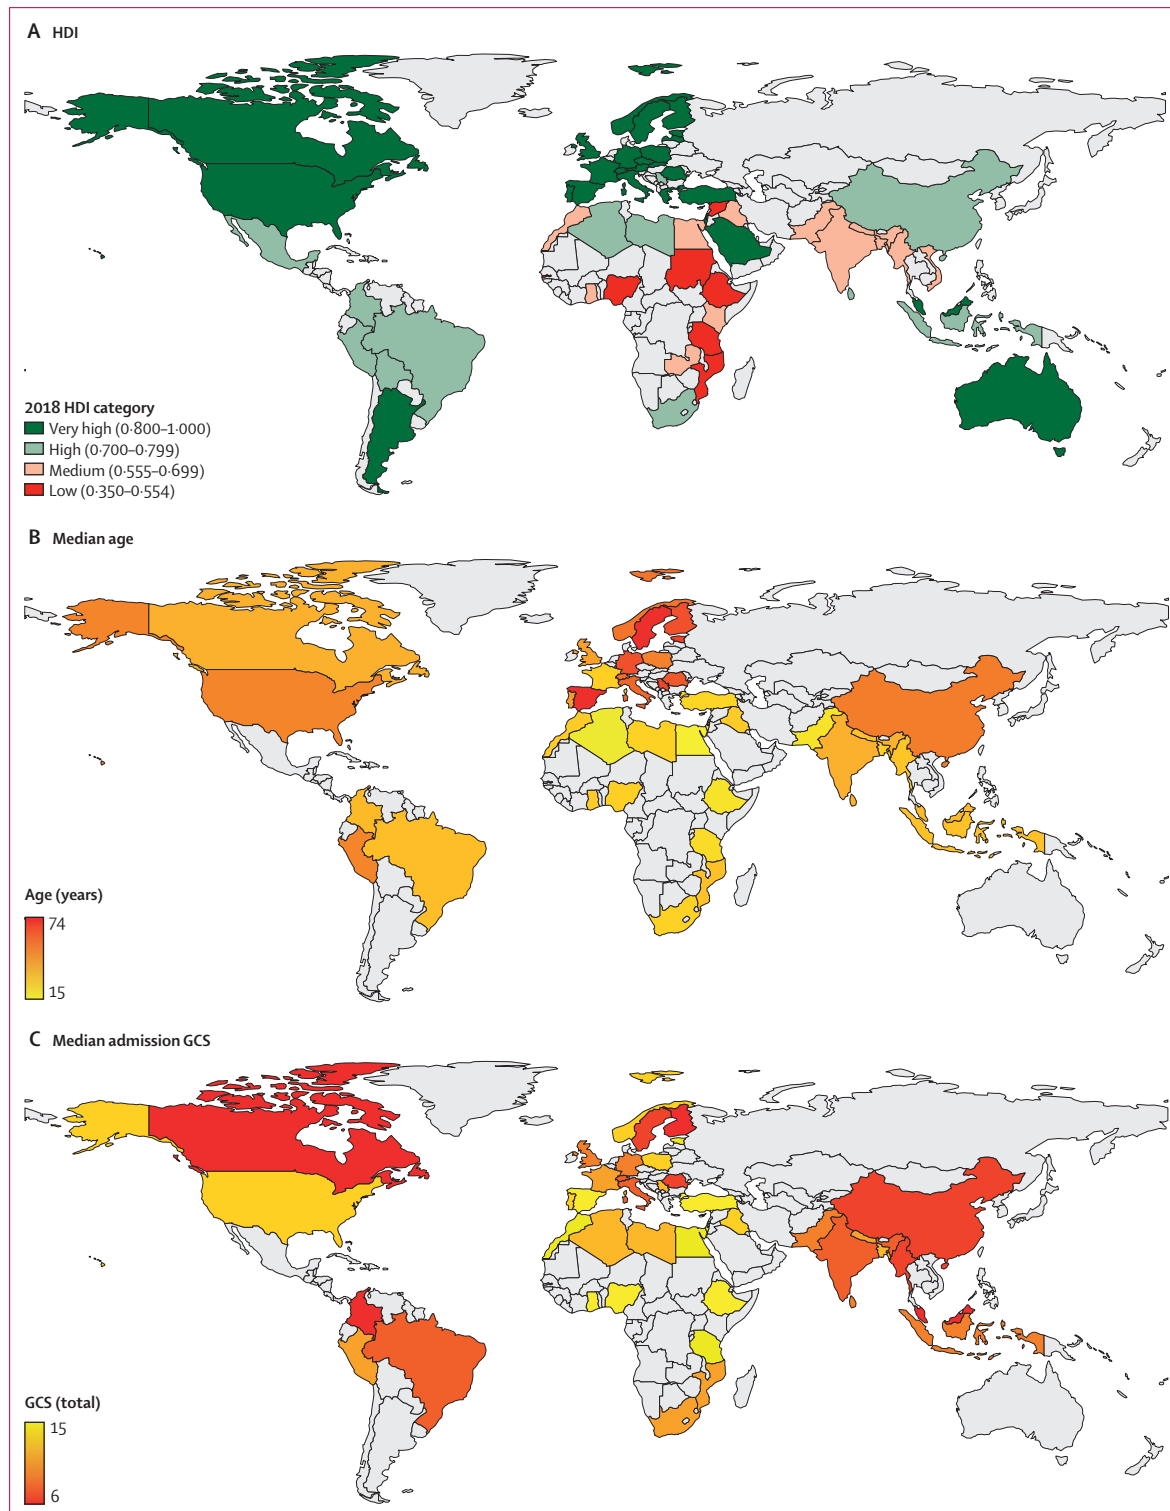 A HDI
2018 HDI category
Very high (0·800–1·000)
High (0·700–0·799)
Medium (0·555–0·699)
Low (0·350–0·554)
B Median age
Age (years)
74
15
C Median admission GCS
GCS (total)
15
6